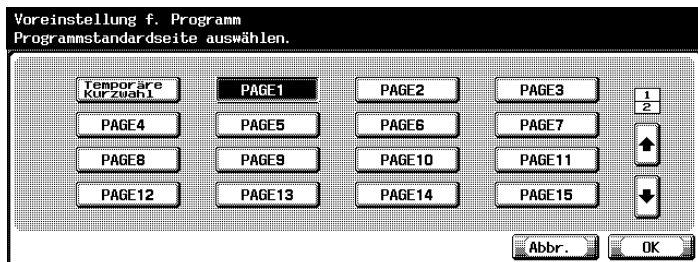 Voreinstellung f. Programm
Programmstandardseite auswählen.
Temporäre
Kurzwahl
PAGE1
PAGE2
PAGE3
1
2
PAGE4
PAGE5
PAGE6
PAGE7
PAGE8
PAGE9
PAGE10
PAGE11
PAGE12
PAGE13
PAGE14
PAGE15
Abbr.
OK